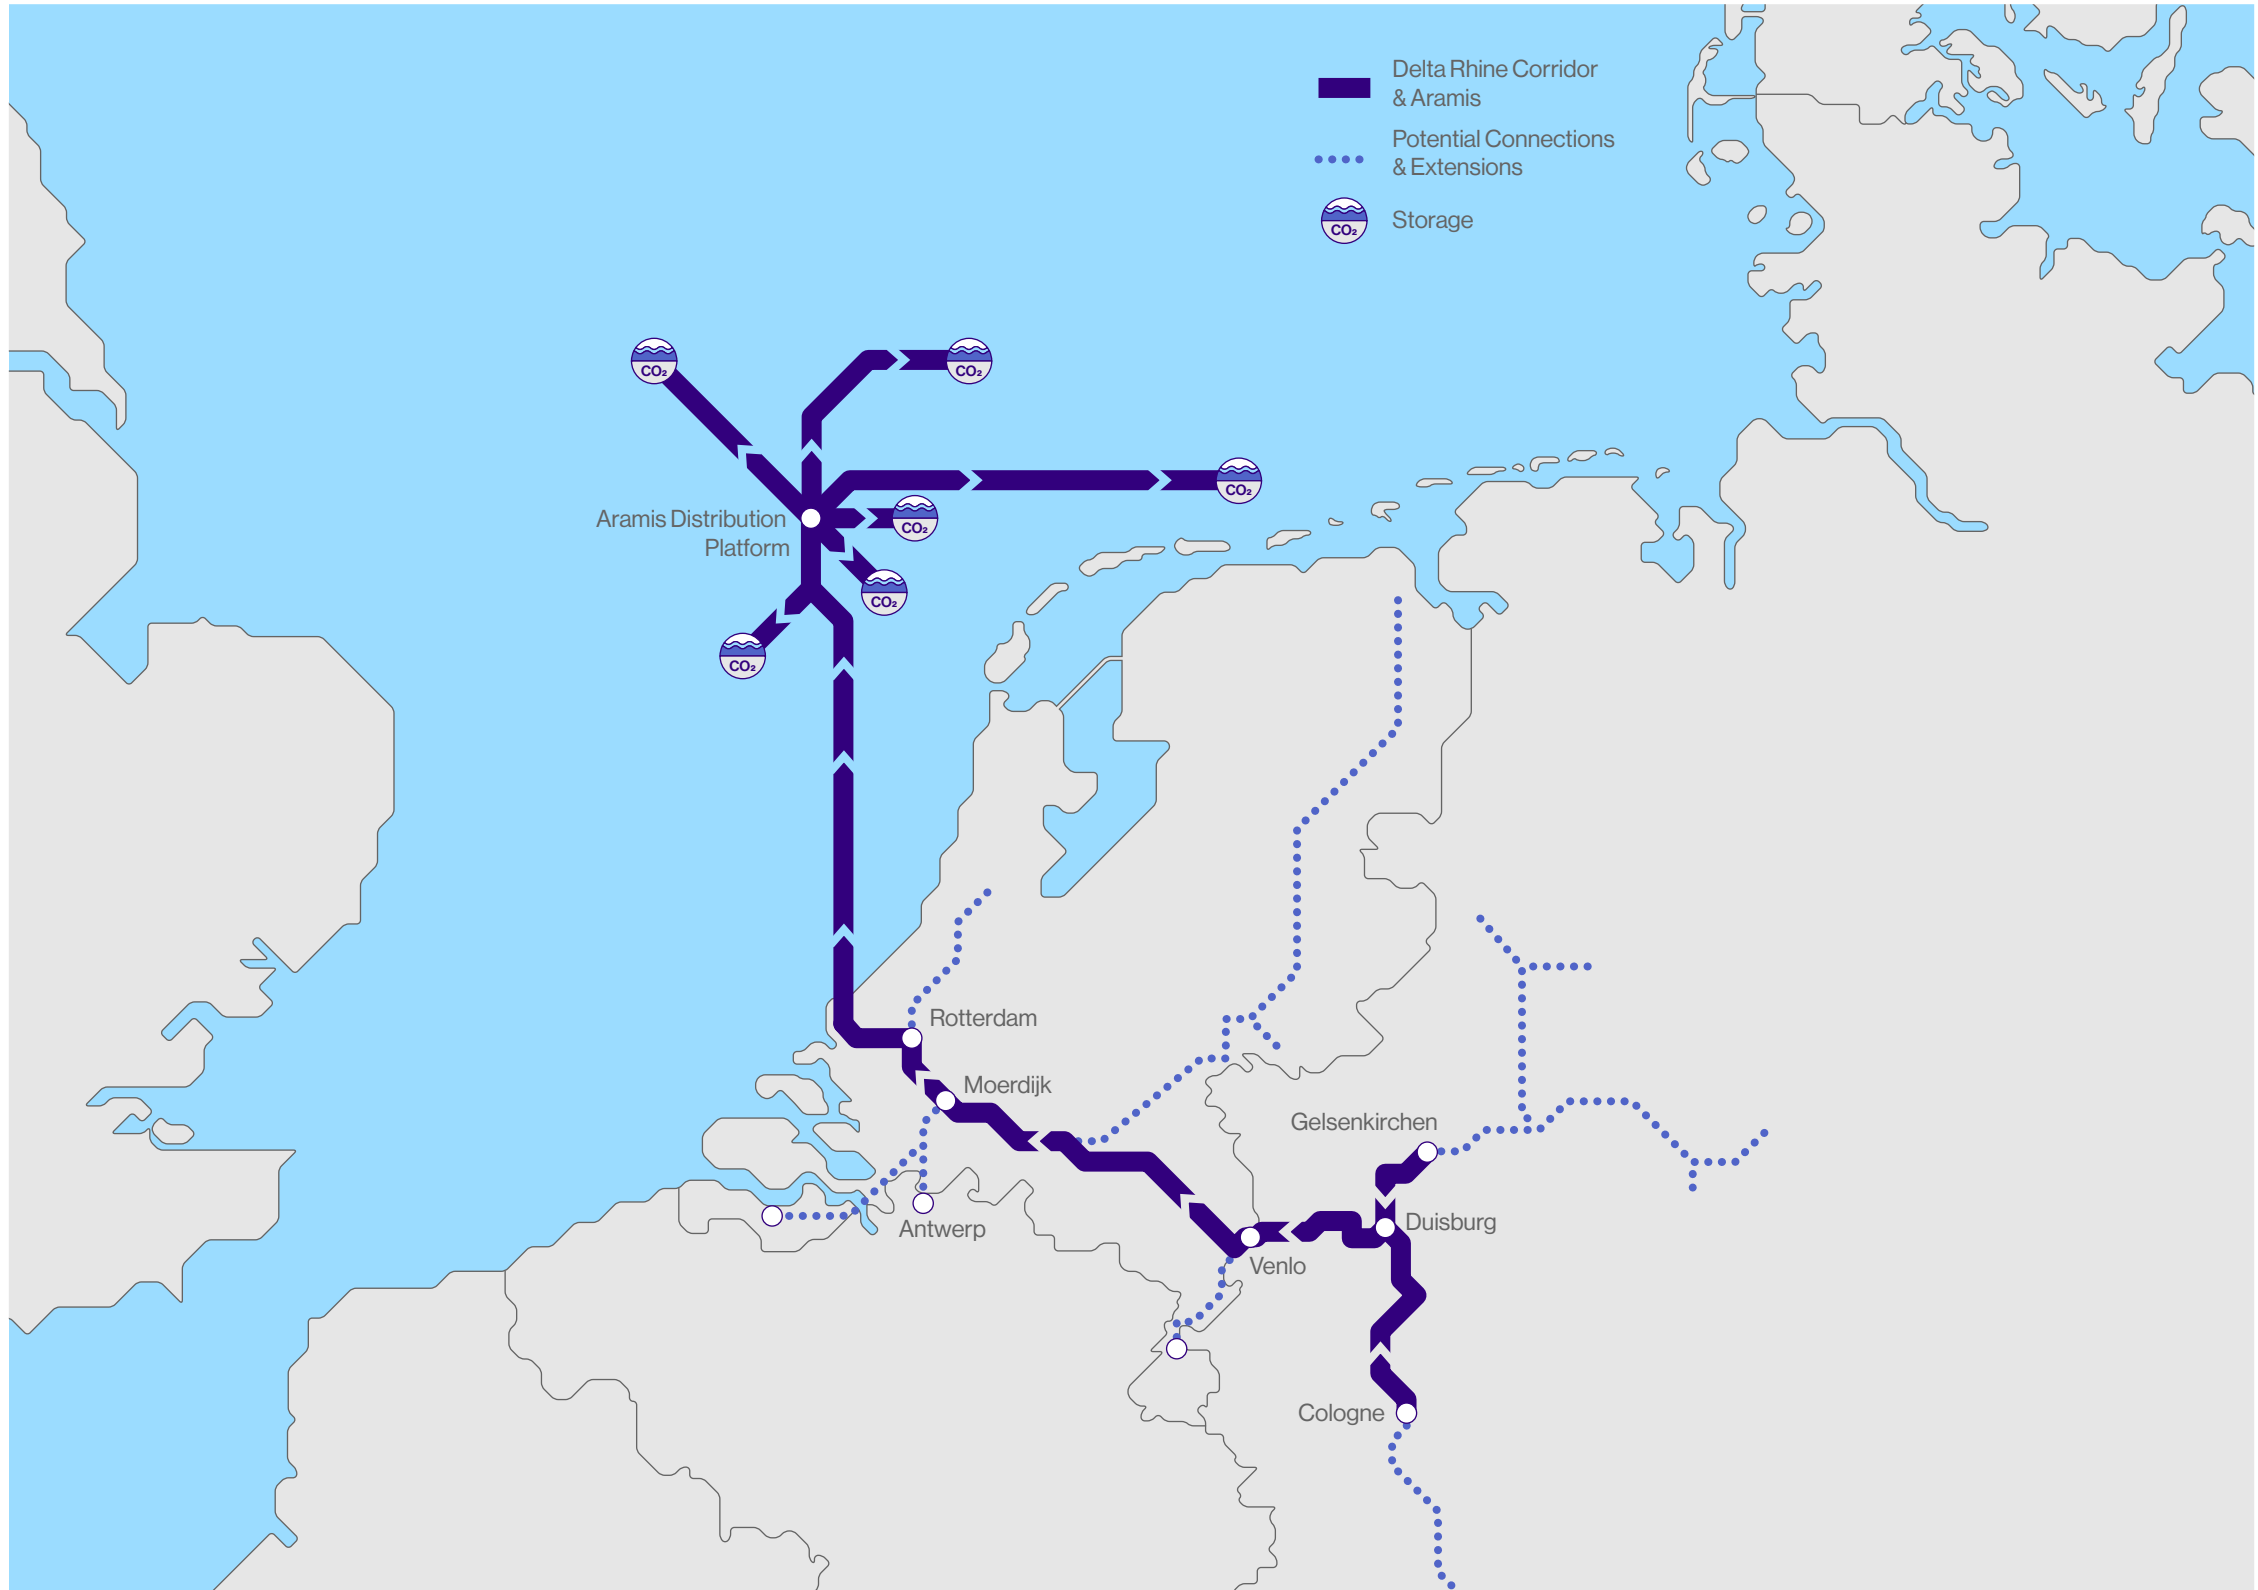 Delta Rhine Corridor
& Aramis
Potential Connections
& Extensions
CO₂
Storage
CO₂
CO₂
CO₂
CO₂
Aramis Distribution
Platform
CO₂
CO₂
Rotterdam
Moerdijk
Gelsenkirchen
Antwerp
Duisburg
Venlo
Cologne